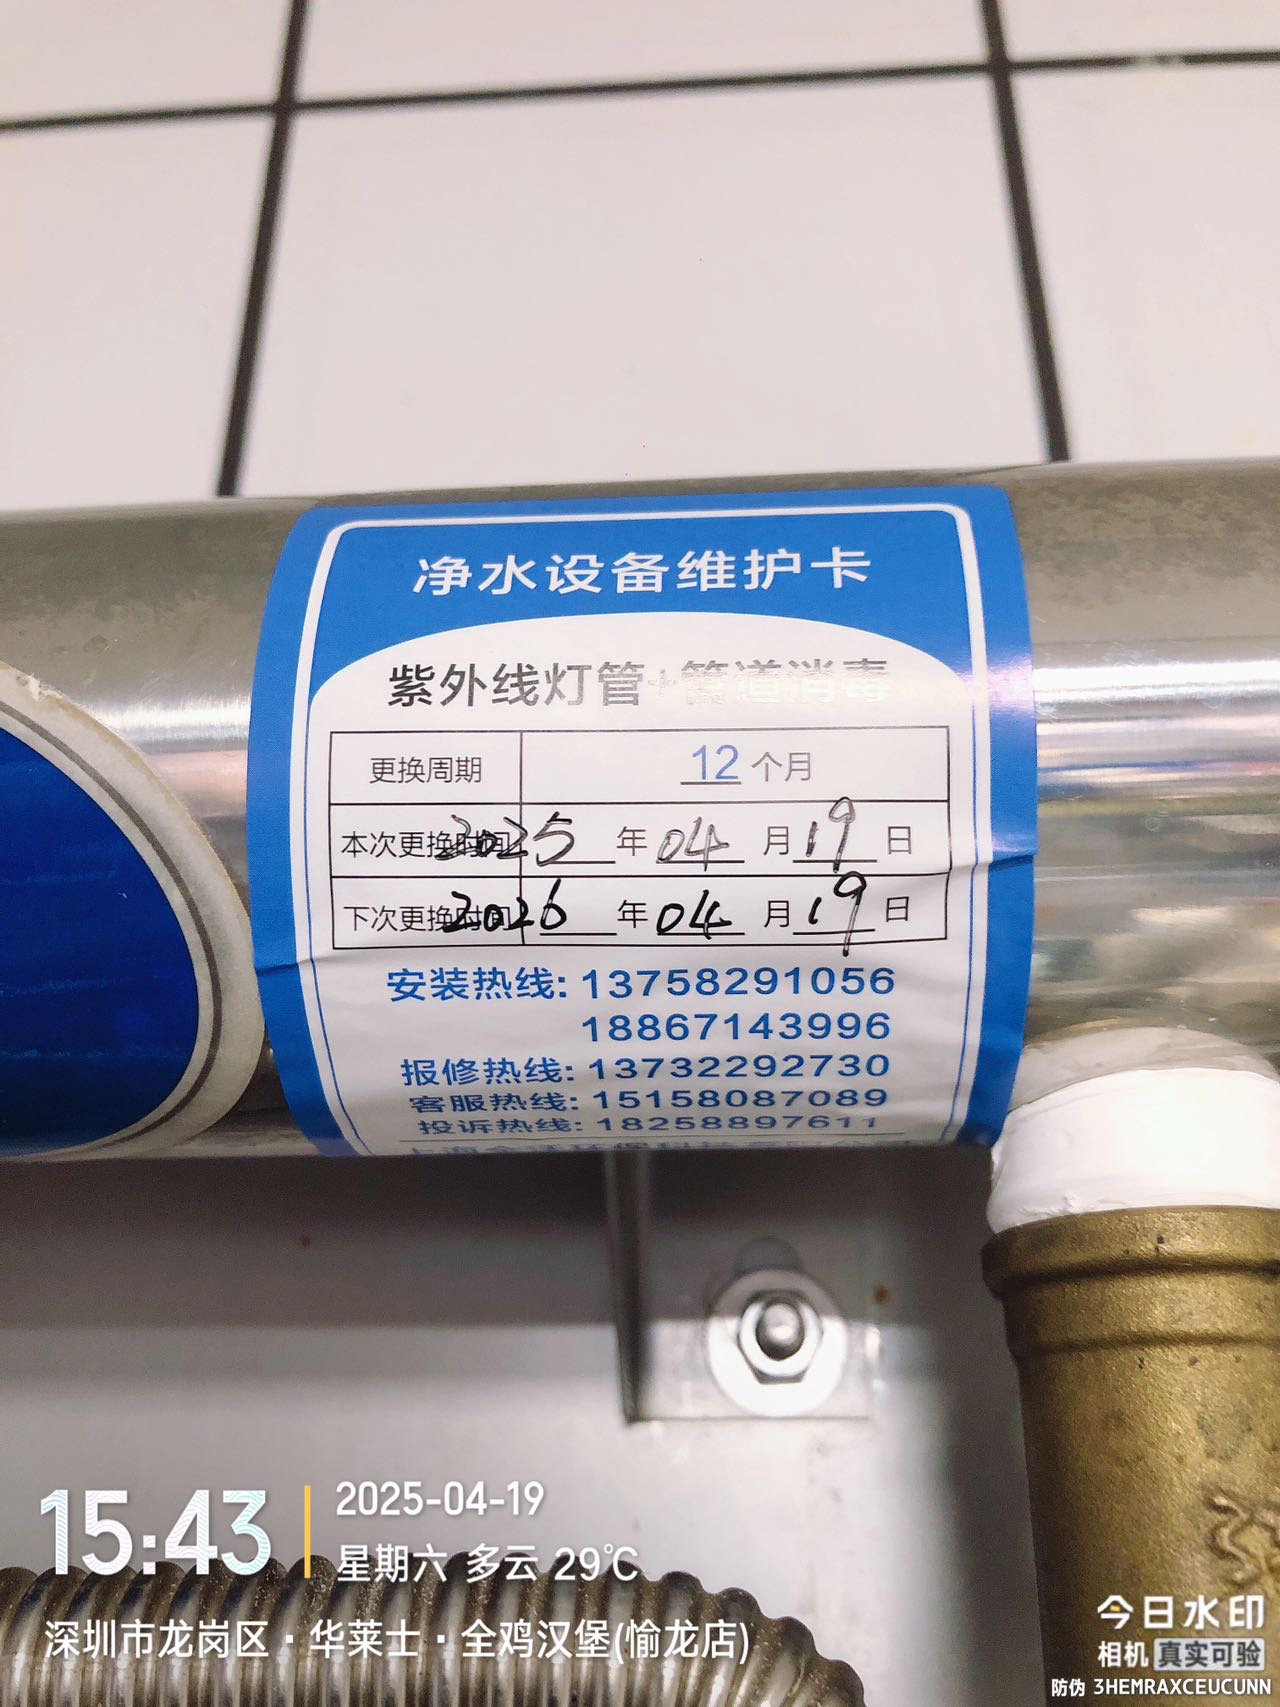 净水设备维护卡
紫外线灯管+管道消毒
更换周期 12 个月
本次更换时间 2025 年 04 月 19 日
下次更换时间 2026 年 04 月 19 日
安装热线: 13758291056
18867143996
报修热线: 13732292730
客服热线: 15158087089
投诉热线: 18258897611
15:43
2025-04-19
星期六 多云 29℃
深圳市龙岗区·华莱士·全鸡汉堡(愉龙店)
今日水印
相机 真实可验
防伪 3HEMRAXCEUCUNN